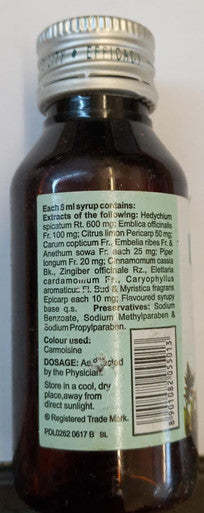 EFFICACY
Each 5 ml syrup contains:
Extracts of the following: Hedychium
spicatum Rt. 600 mg; Emblica officinalis
Fr. 100 mg; Citrus limon Pericarp 50 mg;
Carum copticum Fr., Embelia ribes Fr. &
Anethum sowa Fr. each 25 mg; Piper
longum Fr. 20 mg; Cinnamomum cassia
Bk., Zingiber officinale Rz., Elettaria
cardamomum Fr., Caryophyllus
aromaticus Fl. Bud & Myristica fragrans
Epicarp each 10 mg; Flavoured syrupy
base q.s. Preservatives: Sodium
Benzoate, Sodium Methylparaben &
Sodium Propylparaben.
Colour used:
Carmoisine
DOSAGE: As directed
by the Physician.
Store in a cool, dry
place, away from
direct sunlight.
® Registered Trade Mark.
PDL0262 0617 B 8L
8901082055013